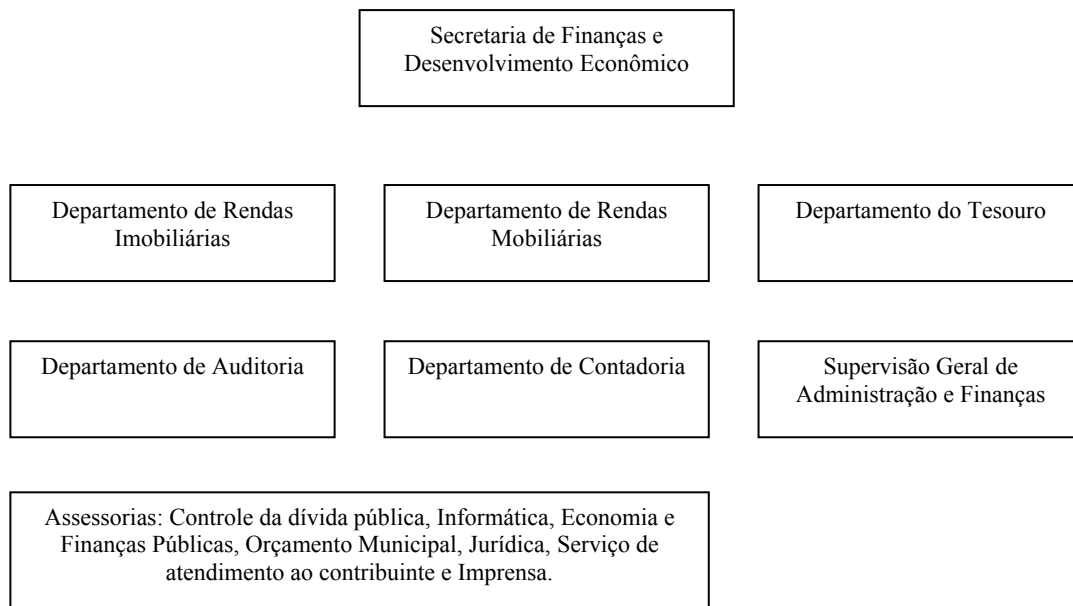 Secretaria de Finanças e
Desenvolvimento Econômico
Departamento de Rendas
Imobiliárias
Departamento de Rendas
Mobiliárias
Departamento do Tesouro
Departamento de Auditoria
Departamento de Contadoria
Supervisão Geral de
Administração e Finanças
Assessorias: Controle da dívida pública, Informática, Economia e
Finanças Públicas, Orçamento Municipal, Jurídica, Serviço de
atendimento ao contribuinte e Imprensa.